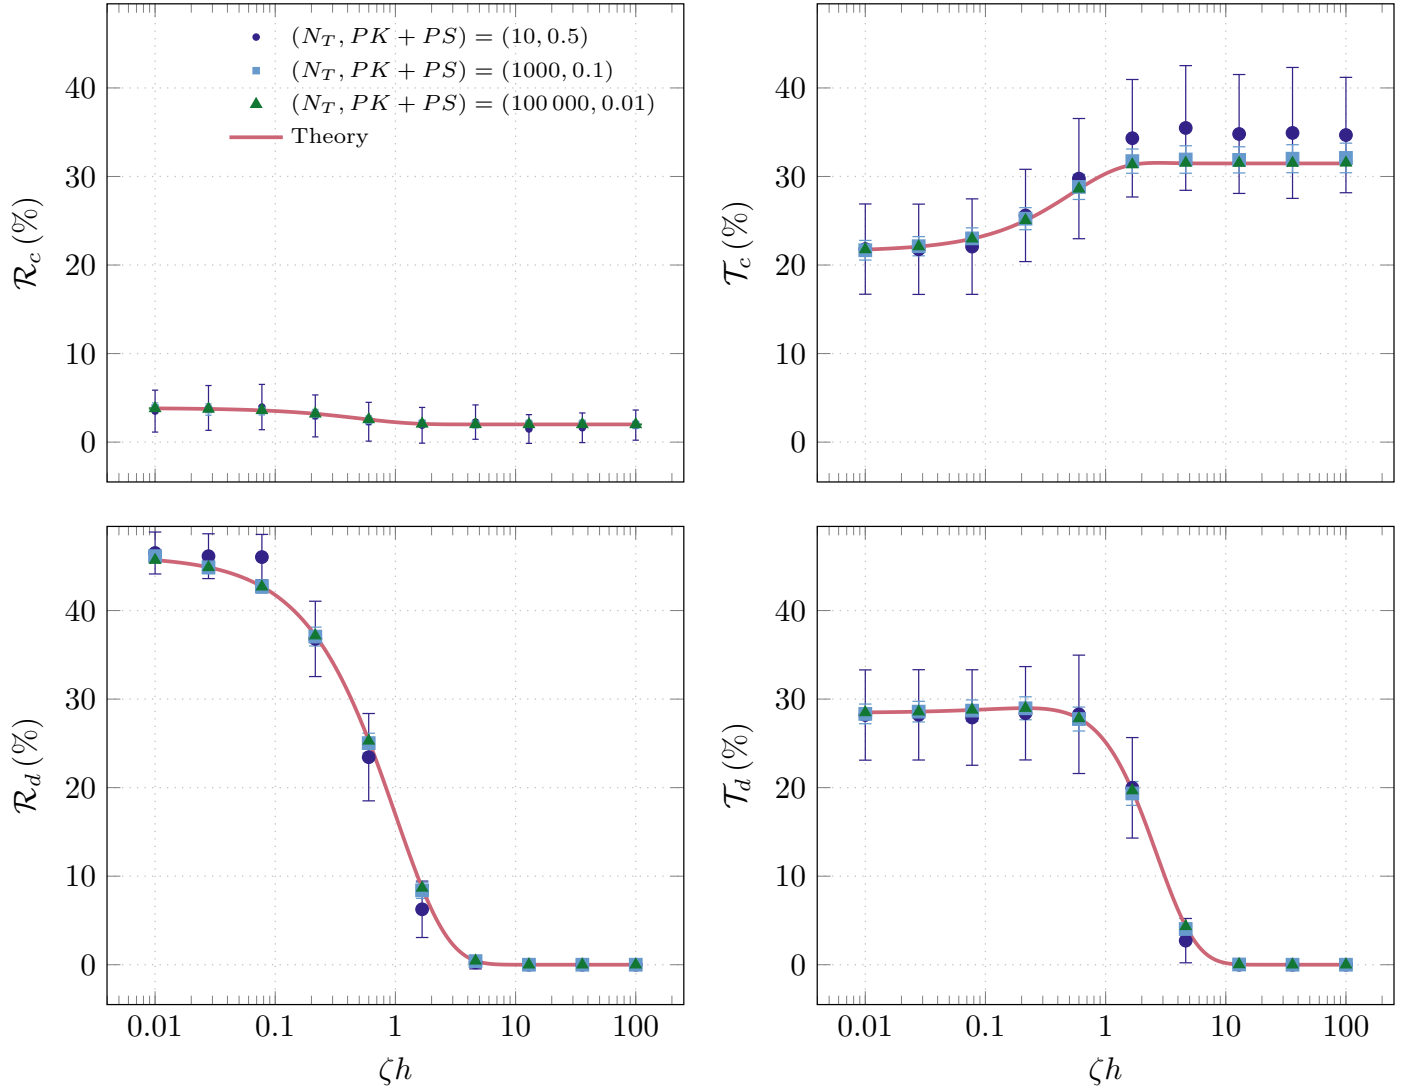 (N_T, PK + PS) = (10, 0.5)
(N_T, PK + PS) = (1000, 0.1)
(N_T, PK + PS) = (100 000, 0.01)
Theory
40
30
20
10
0
ℛ_c (%)
40
30
20
10
0
𝒯_c (%)
40
30
20
10
0
ℛ_d (%)
0.01 0.1 1 10 100
ζh
40
30
20
10
0
𝒯_d (%)
0.01 0.1 1 10 100
ζh